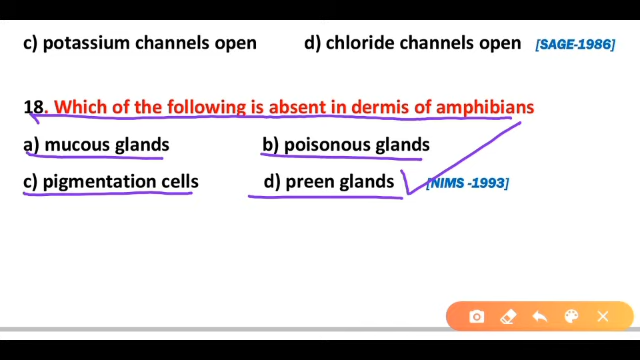 c) potassium channels open d) chloride channels open [SAGE-1986]
18. Which of the following is absent in dermis of amphibians
a) mucous glands b) poisonous glands
c) pigmentation cells d) preen glands [NIMS -1993]